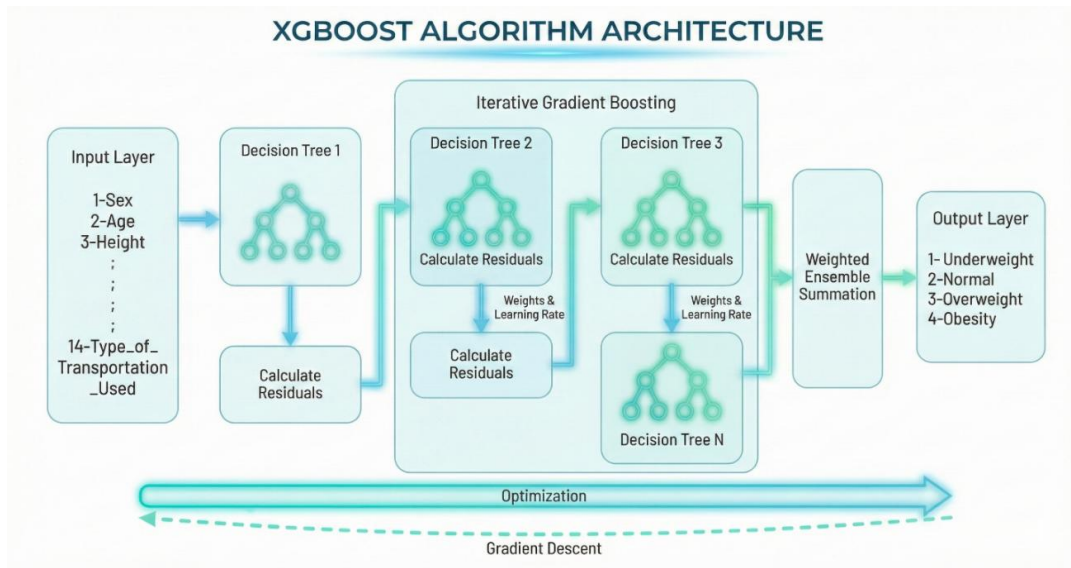 XGBOOST ALGORITHM ARCHITECTURE
Input Layer
1-Sex
2-Age
3-Height
;
;
;
;
14-Type_of_
Transportation
_Used
Decision Tree 1
Calculate
Residuals
Iterative Gradient Boosting
Decision Tree 2
Calculate Residuals
Weights &
Learning Rate
Calculate
Residuals
Decision Tree 3
Calculate Residuals
Weights &
Learning Rate
Decision Tree N
Weighted
Ensemble
Summation
Output Layer
1- Underweight
2-Normal
3-Overweight
4-Obesity
Optimization
Gradient Descent